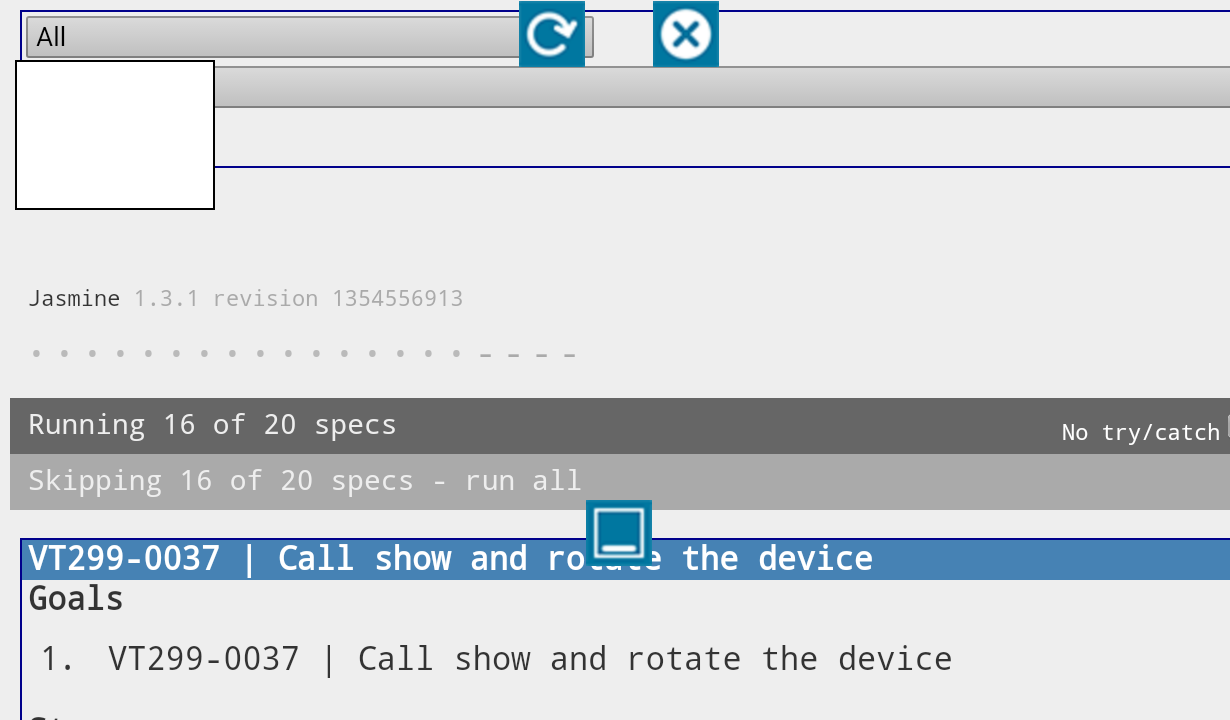 All
Jasmine 1.3.1 revision 1354556913
Running 16 of 20 specs
No try/catch
Skipping 16 of 20 specs - run all
VT299-0037 | Call show and rotate the device
Goals
1. VT299-0037 | Call show and rotate the device